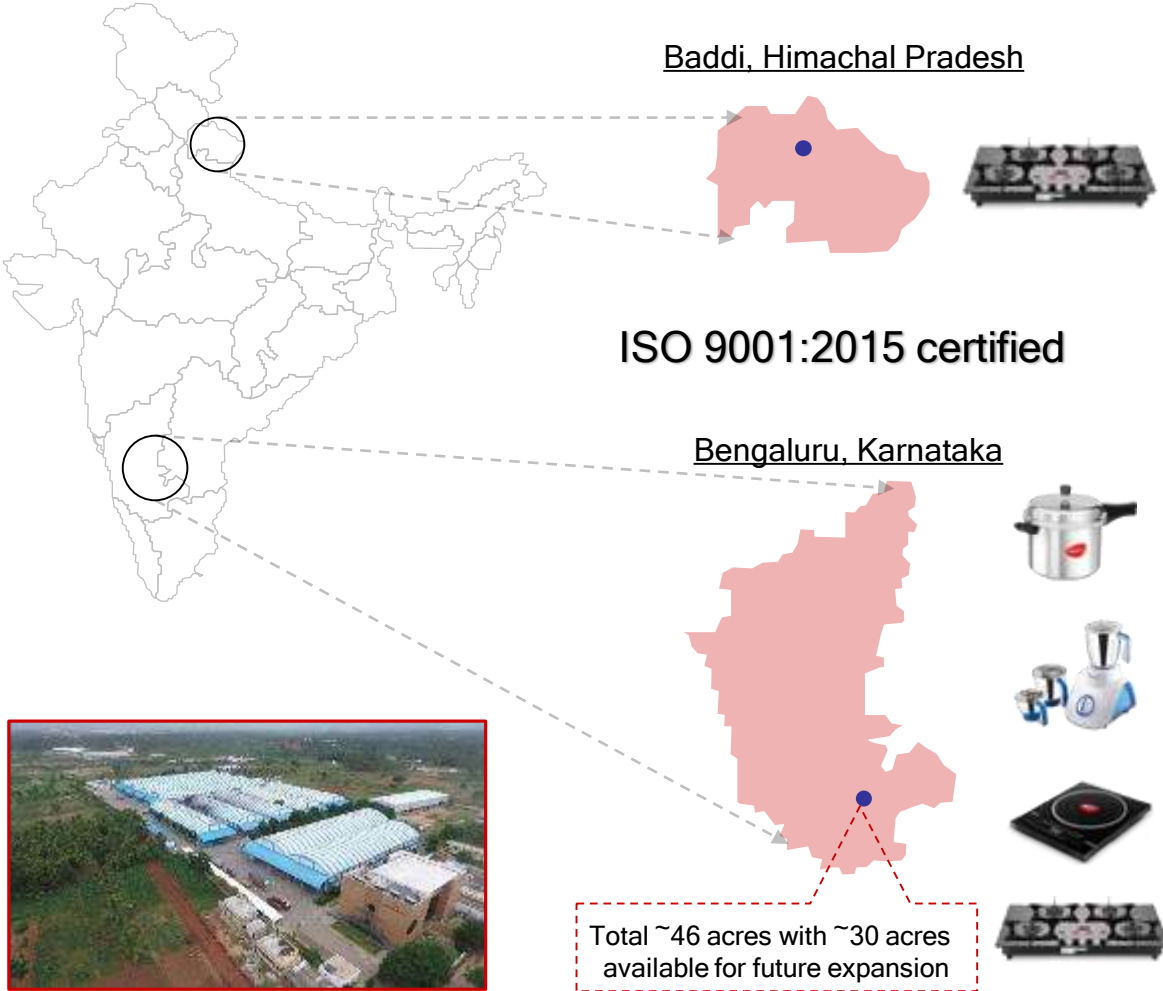 Baddi, Himachal Pradesh
ISO 9001:2015 certified
Bengaluru, Karnataka
Total ~46 acres with ~30 acres
available for future expansion